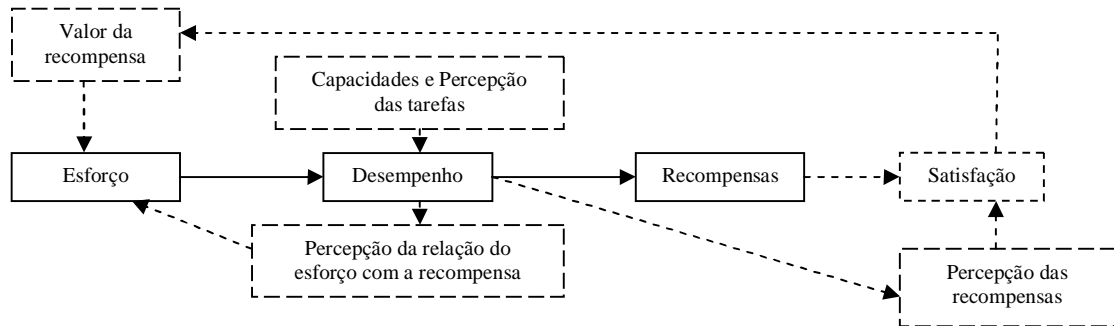 Valor da
recompensa
Capacidades e Percepção
das tarefas
Esforço
Desempenho
Recompensas
Satisfação
Percepção da relação do
esforço com a recompensa
Percepção das
recompensas